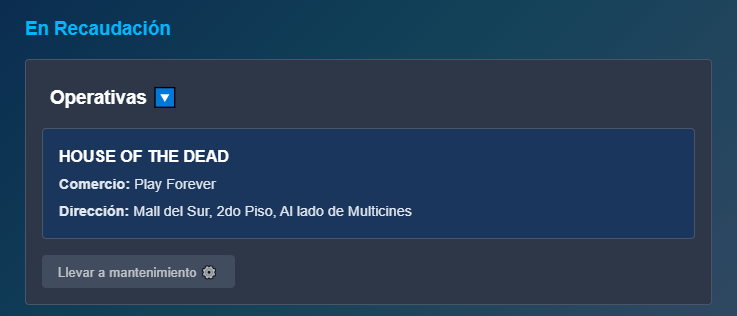 En Recaudación
Operativas
HOUSE OF THE DEAD
Comercio: Play Forever
Dirección: Mall del Sur, 2do Piso, Al lado de Multicines
Llevar a mantenimiento